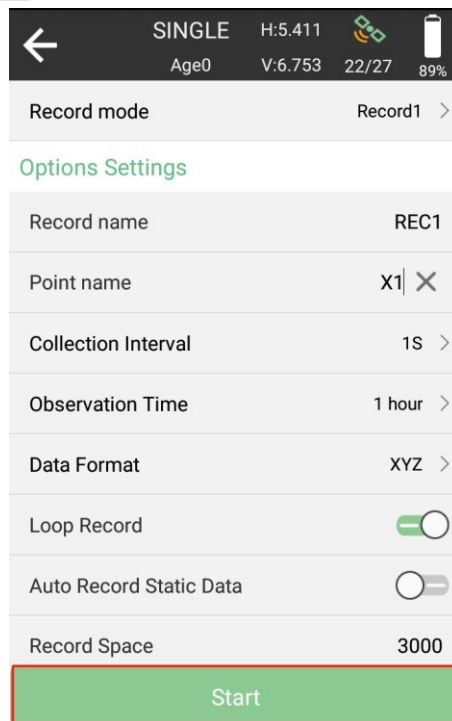 SINGLE H:5.411
Age0 V:6.753 22/27 89%
Record mode Record1
Options Settings
Record name REC1
Point name X1
Collection Interval 1S
Observation Time 1 hour
Data Format XYZ
Loop Record
Auto Record Static Data
Record Space 3000
Start